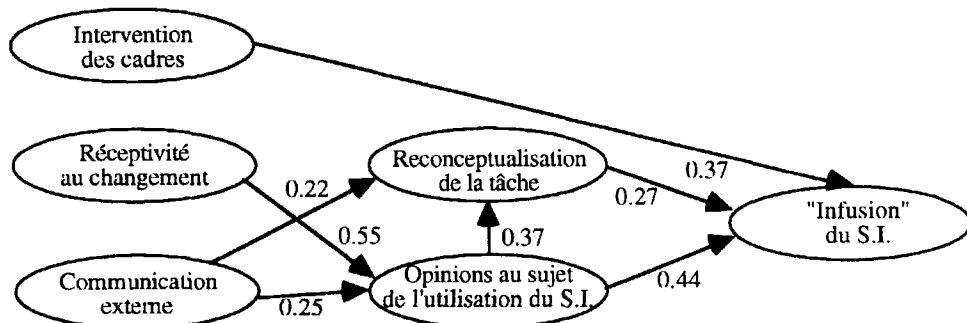 Intervention
des cadres
Réceptivité
au changement
Reconceptualisation
de la tâche
0.37
0.22
0.27
"Infusion"
du S.I.
0.55
0.37
Communication
externe
Opinions au sujet
de l'utilisation du S.I.
0.44
0.25